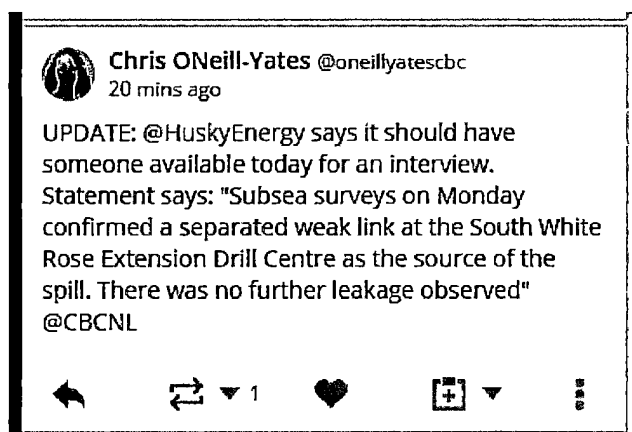 Chris ONeill-Yates @oneillyatescbc
20 mins ago
UPDATE: @HuskyEnergy says it should have
someone available today for an interview.
Statement says: "Subsea surveys on Monday
confirmed a separated weak link at the South White
Rose Extension Drill Centre as the source of the
spill. There was no further leakage observed"
@CBCNL
1